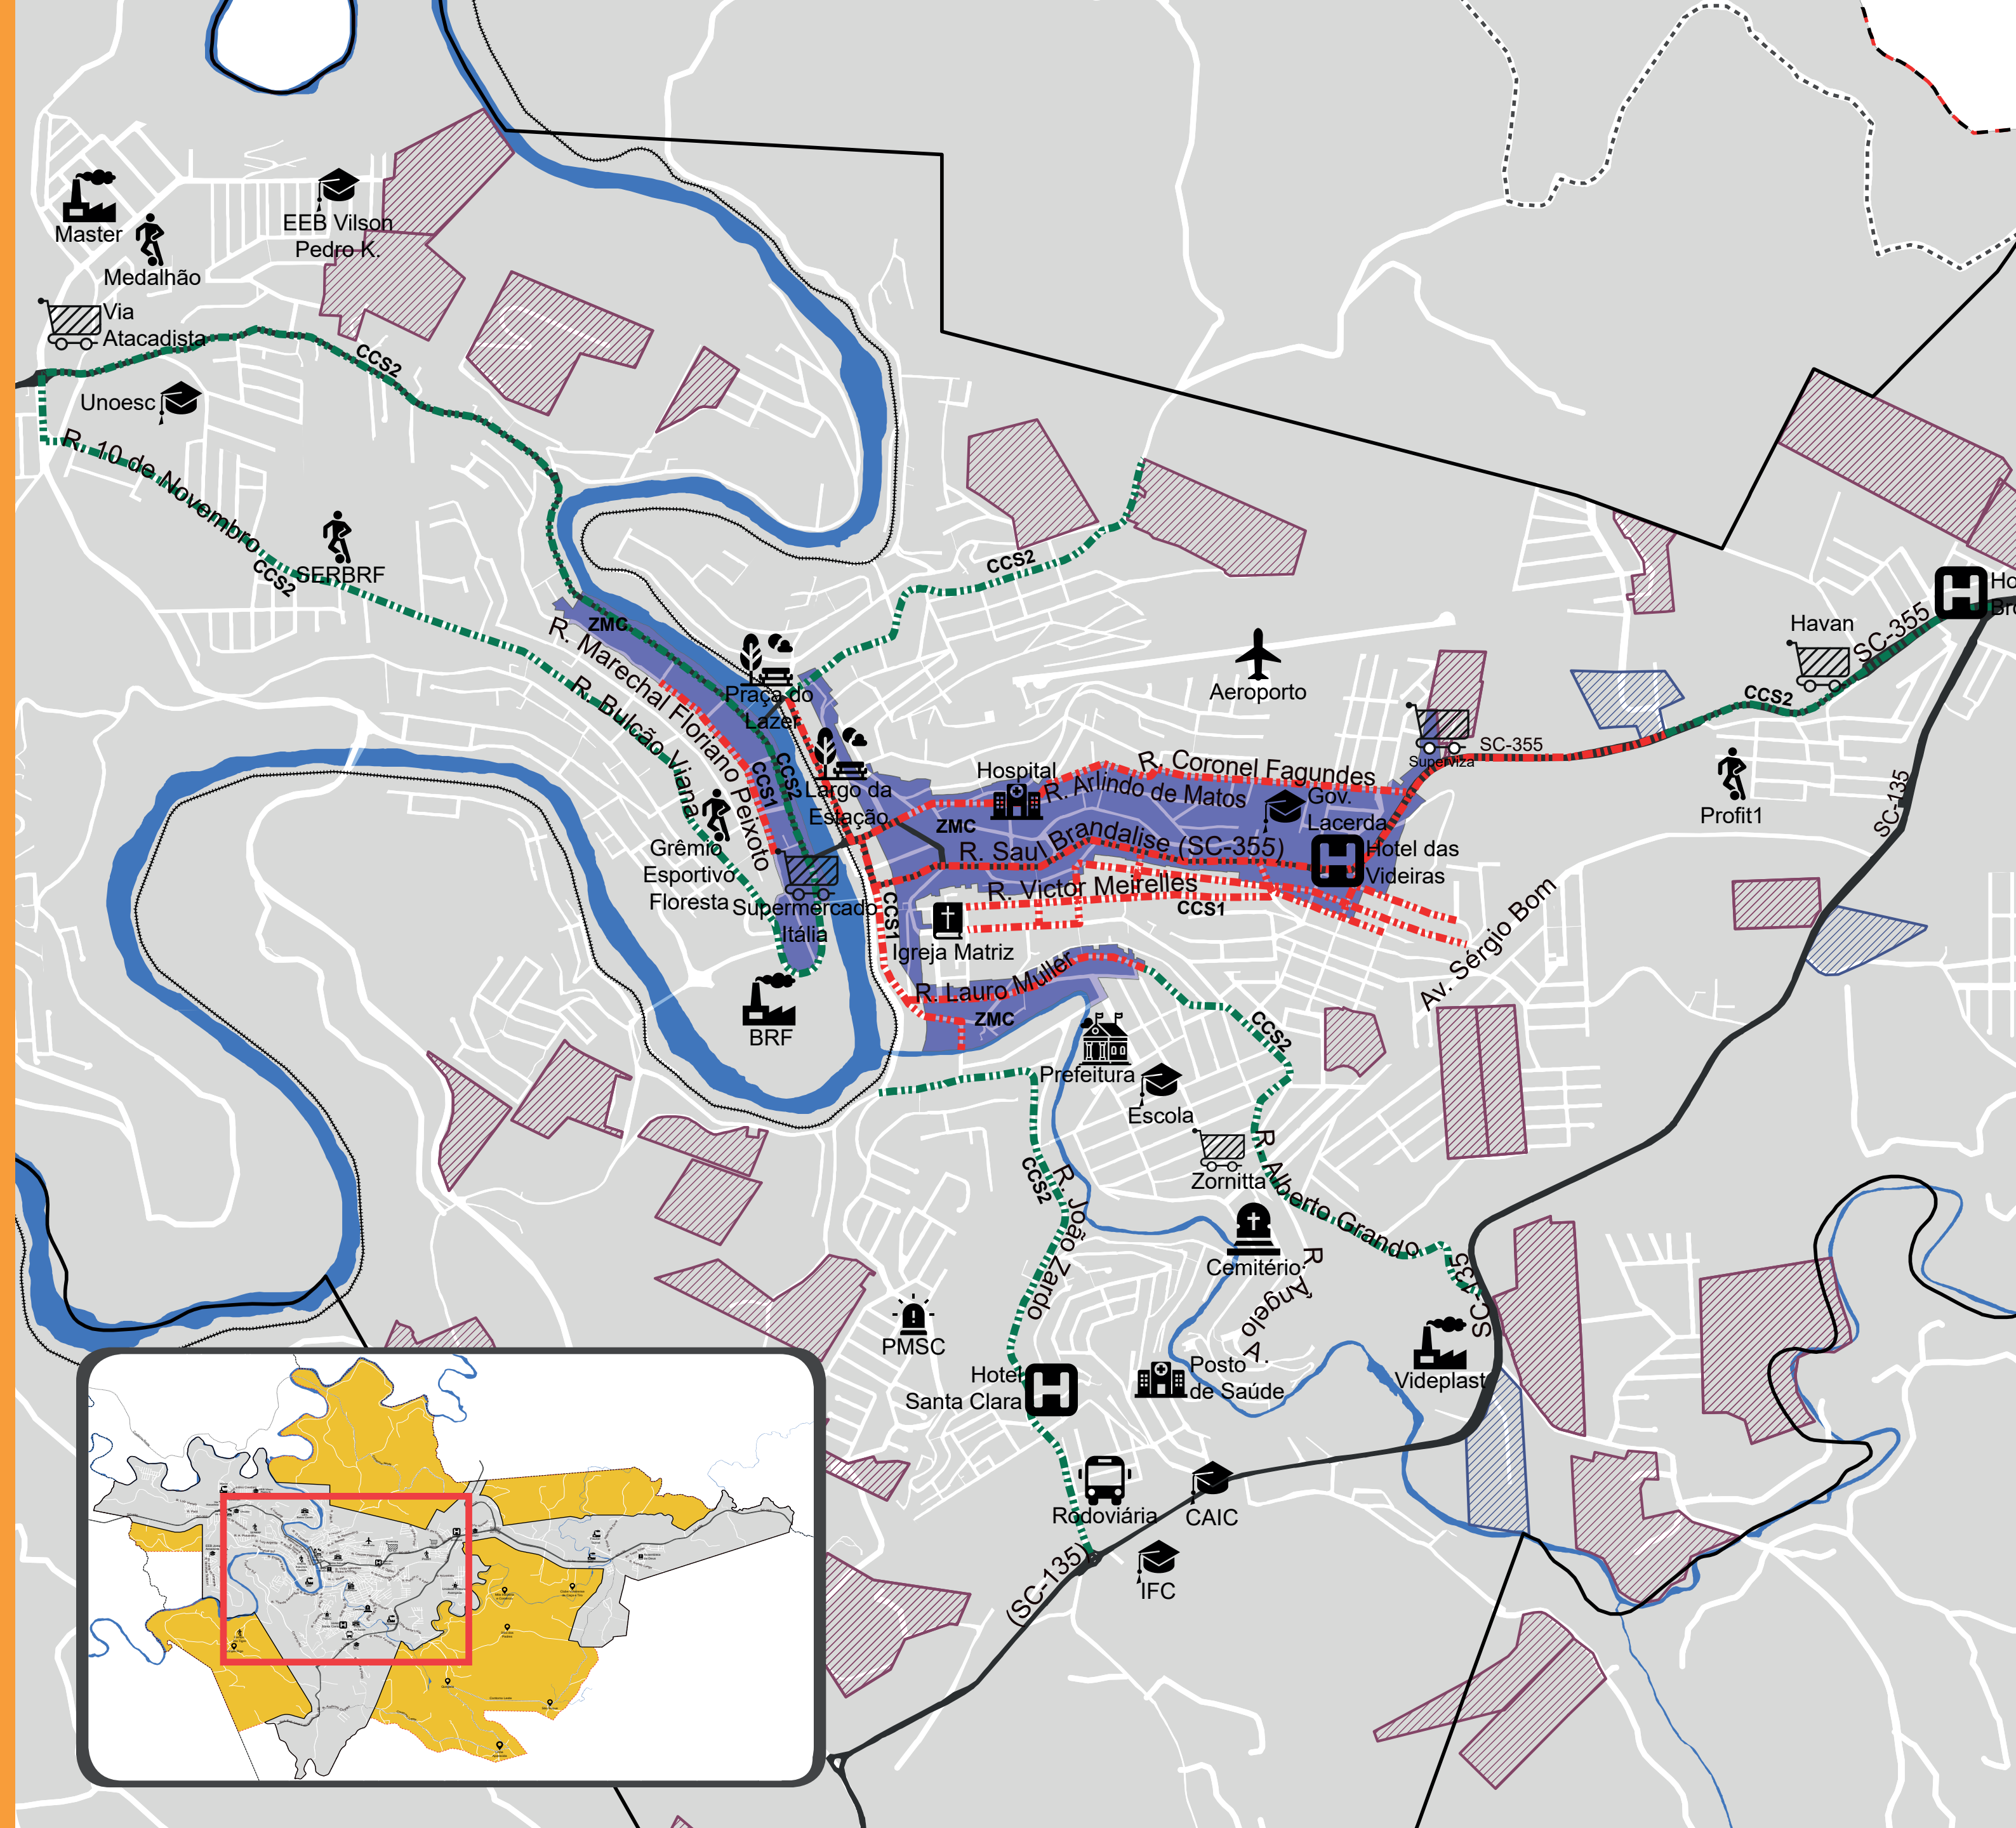 Master
EEB Vilson
Pedro K.
Medalhão
Via
Atacadista
CCS2
Unoesc
R. 10 de Novembro
CCS2
SERBRF
CCS2
Havan
SC-355
Ho
Bro
CCS2
ZMC
R. Marechal Floriano Peixoto
R. Bulcão Viana
Praça do
Lazer
Aeroporto
CCS1
CCS2
Largo da
Estação
Hospital
R. Coronel Fagundes
R. Arlindo de Matos
Gov.
Lacerda
SC-355
Superviza
Profit1
SC-135
ZMC
R. Saul Brandalise (SC-355)
Hotel das
Videiras
Grêmio
Esportivo
Floresta
Supermercado
Itália
CCS1
R. Victor Meirelles
CCS1
Igreja Matriz
Av. Sérgio Bom
R. Lauro Muller
ZMC
BRF
CCS2
Prefeitura
Escola
Zornitta
CCS2
R. João Zardo
R. Alberto Grando
Cemitério
R. Ângelo A.
SC-135
PMSC
Videplast
Hotel
Santa Clara
Posto
de Saúde
Rodoviária
CAIC
IFC
(SC-135)